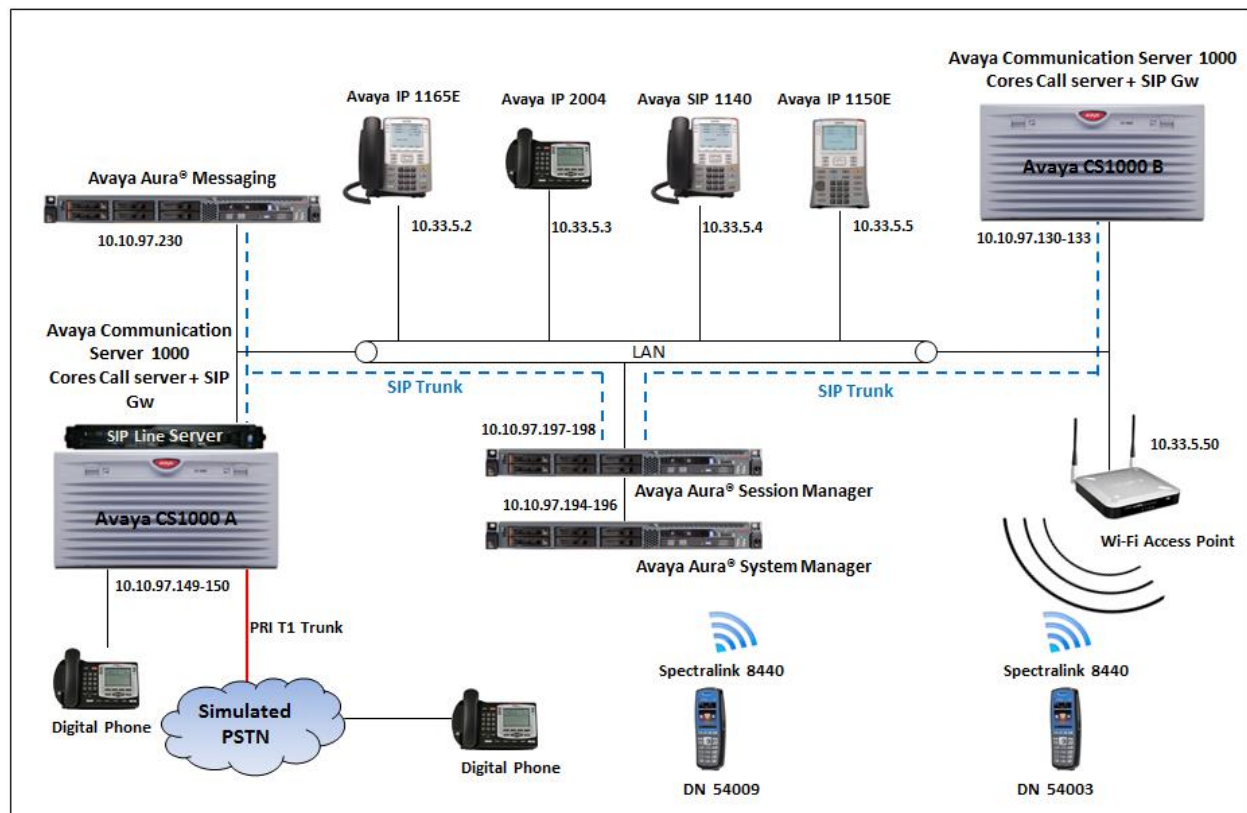 Avaya Communication Server 1000
Cores Call server + SIP Gw
Avaya IP 1165E
Avaya IP 2004
Avaya SIP 1140
Avaya IP 1150E
Avaya CS1000 B
Avaya Aura® Messaging
10.10.97.230
10.33.5.2
10.33.5.3
10.33.5.4
10.33.5.5
10.10.97.130-133
Avaya Communication
Server 1000
Cores Call server + SIP
Gw
LAN
SIP Trunk
SIP Trunk
SIP Line Server
10.10.97.197-198
10.33.5.50
Avaya Aura® Session Manager
Avaya CS1000 A
10.10.97.194-196
Wi-Fi Access Point
Avaya Aura® System Manager
10.10.97.149-150
PRI T1 Trunk
Spectralink 8440
Spectralink 8440
Simulated
PSTN
Digital Phone
Digital Phone
DN 54009
DN 54003